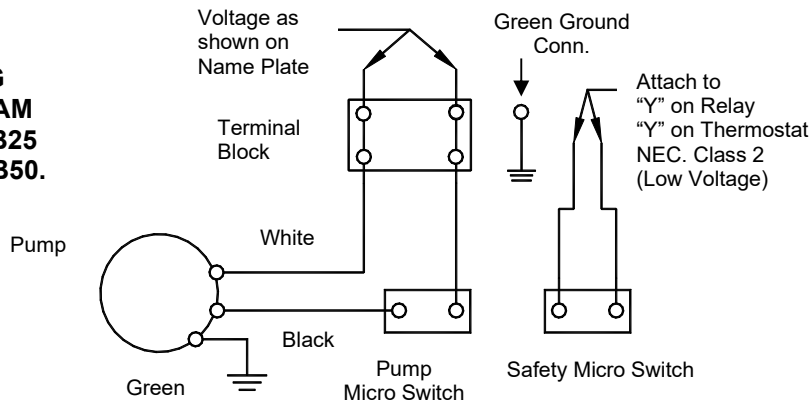 Voltage as
shown on
Name Plate
Green Ground
Conn.
AM
Attach to
“Y” on Relay
“Y” on Thermostat
NEC. Class 2
(Low Voltage)
Terminal
Block
Pump
White
Black
Green
Pump
Micro Switch
Safety Micro Switch